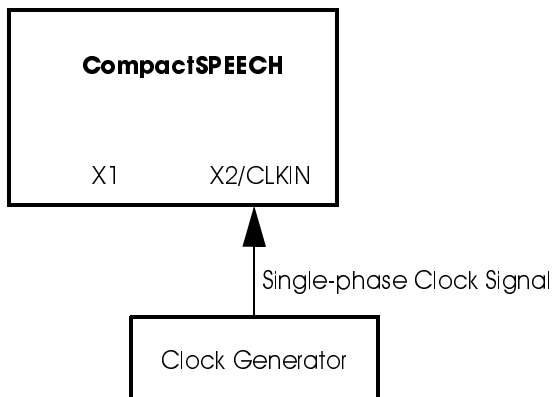 CompactSPEECH
X1 X2/CLKIN
Single-phase Clock Signal
Clock Generator